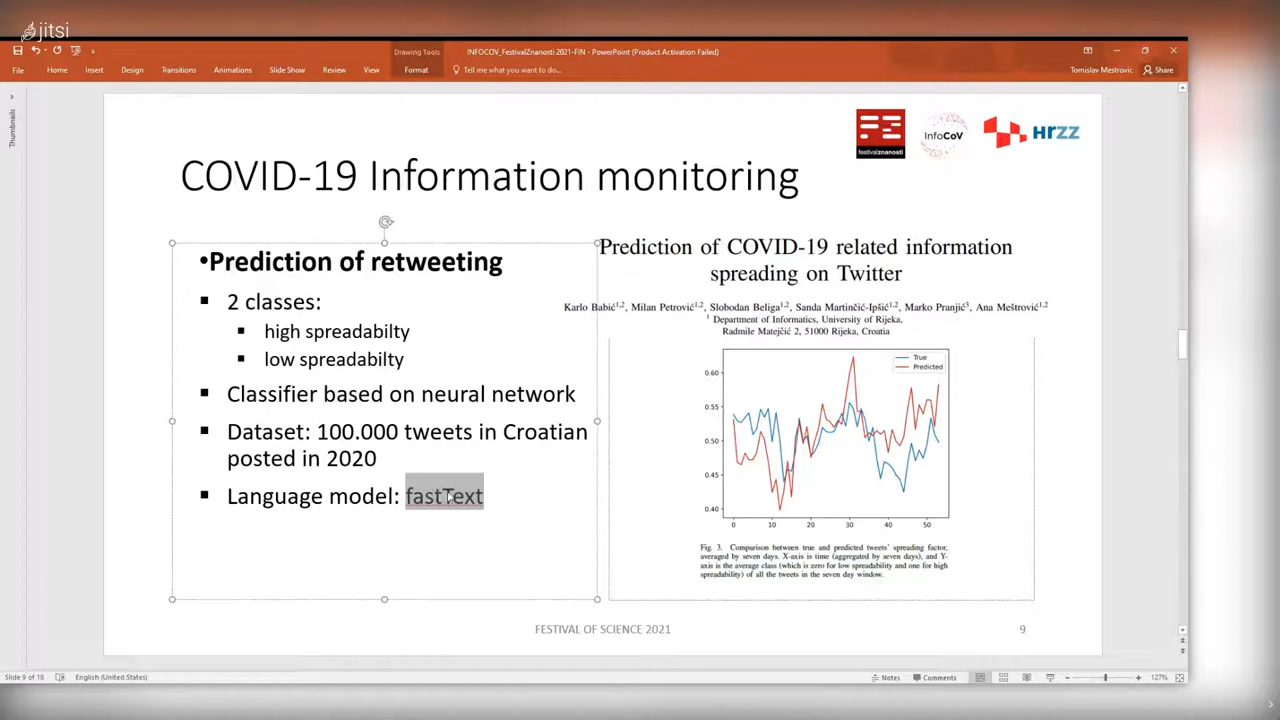 jitsi
Drawing Tools
INFOCOV_FestivalZnanosti 2021-FIN - PowerPoint (Product Activation Failed)
File Home Insert Design Transitions Animations Slide Show Review View Format Tell me what you want to do... Tomislav Mestrovic Share
Thumbnails
festivalznanosti
InfoCoV
HRZZ
COVID-19 Information monitoring
•Prediction of retweeting
▪ 2 classes:
▪ high spreadabilty
▪ low spreadabilty
▪ Classifier based on neural network
▪ Dataset: 100.000 tweets in Croatian
posted in 2020
▪ Language model: fastText
Prediction of COVID-19 related information
spreading on Twitter
Karlo Babić1,2, Milan Petrović1,2, Slobodan Beliga1,2, Sanda Martinčić-Ipšić1,2, Marko Pranjić3, Ana Meštrović1,2
1 Department of Informatics, University of Rijeka,
Radmile Matejčić 2, 51000 Rijeka, Croatia
True
Predicted
0.60
0.55
0.50
0.45
0.40
0 10 20 30 40 50
Fig. 3. Comparison between true and predicted tweets' spreading factor,
averaged by seven days. X-axis is time (aggregated by seven days), and Y-
axis is the average class (which is zero for low spreadability and one for high
spreadability) of all the tweets in the seven day window.
FESTIVAL OF SCIENCE 2021
9
Slide 9 of 18 English (United States) Notes Comments 127%